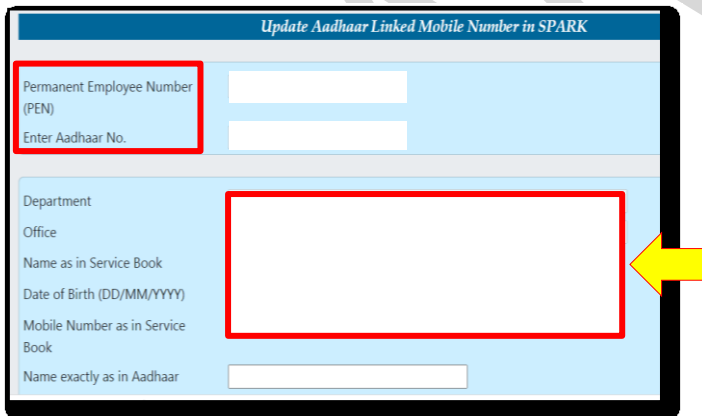 Update Aadhaar Linked Mobile Number in SPARK
Permanent Employee Number
(PEN)
Enter Aadhaar No.
Department
Office
Name as in Service Book
Date of Birth (DD/MM/YYYY)
Mobile Number as in Service
Book
Name exactly as in Aadhaar